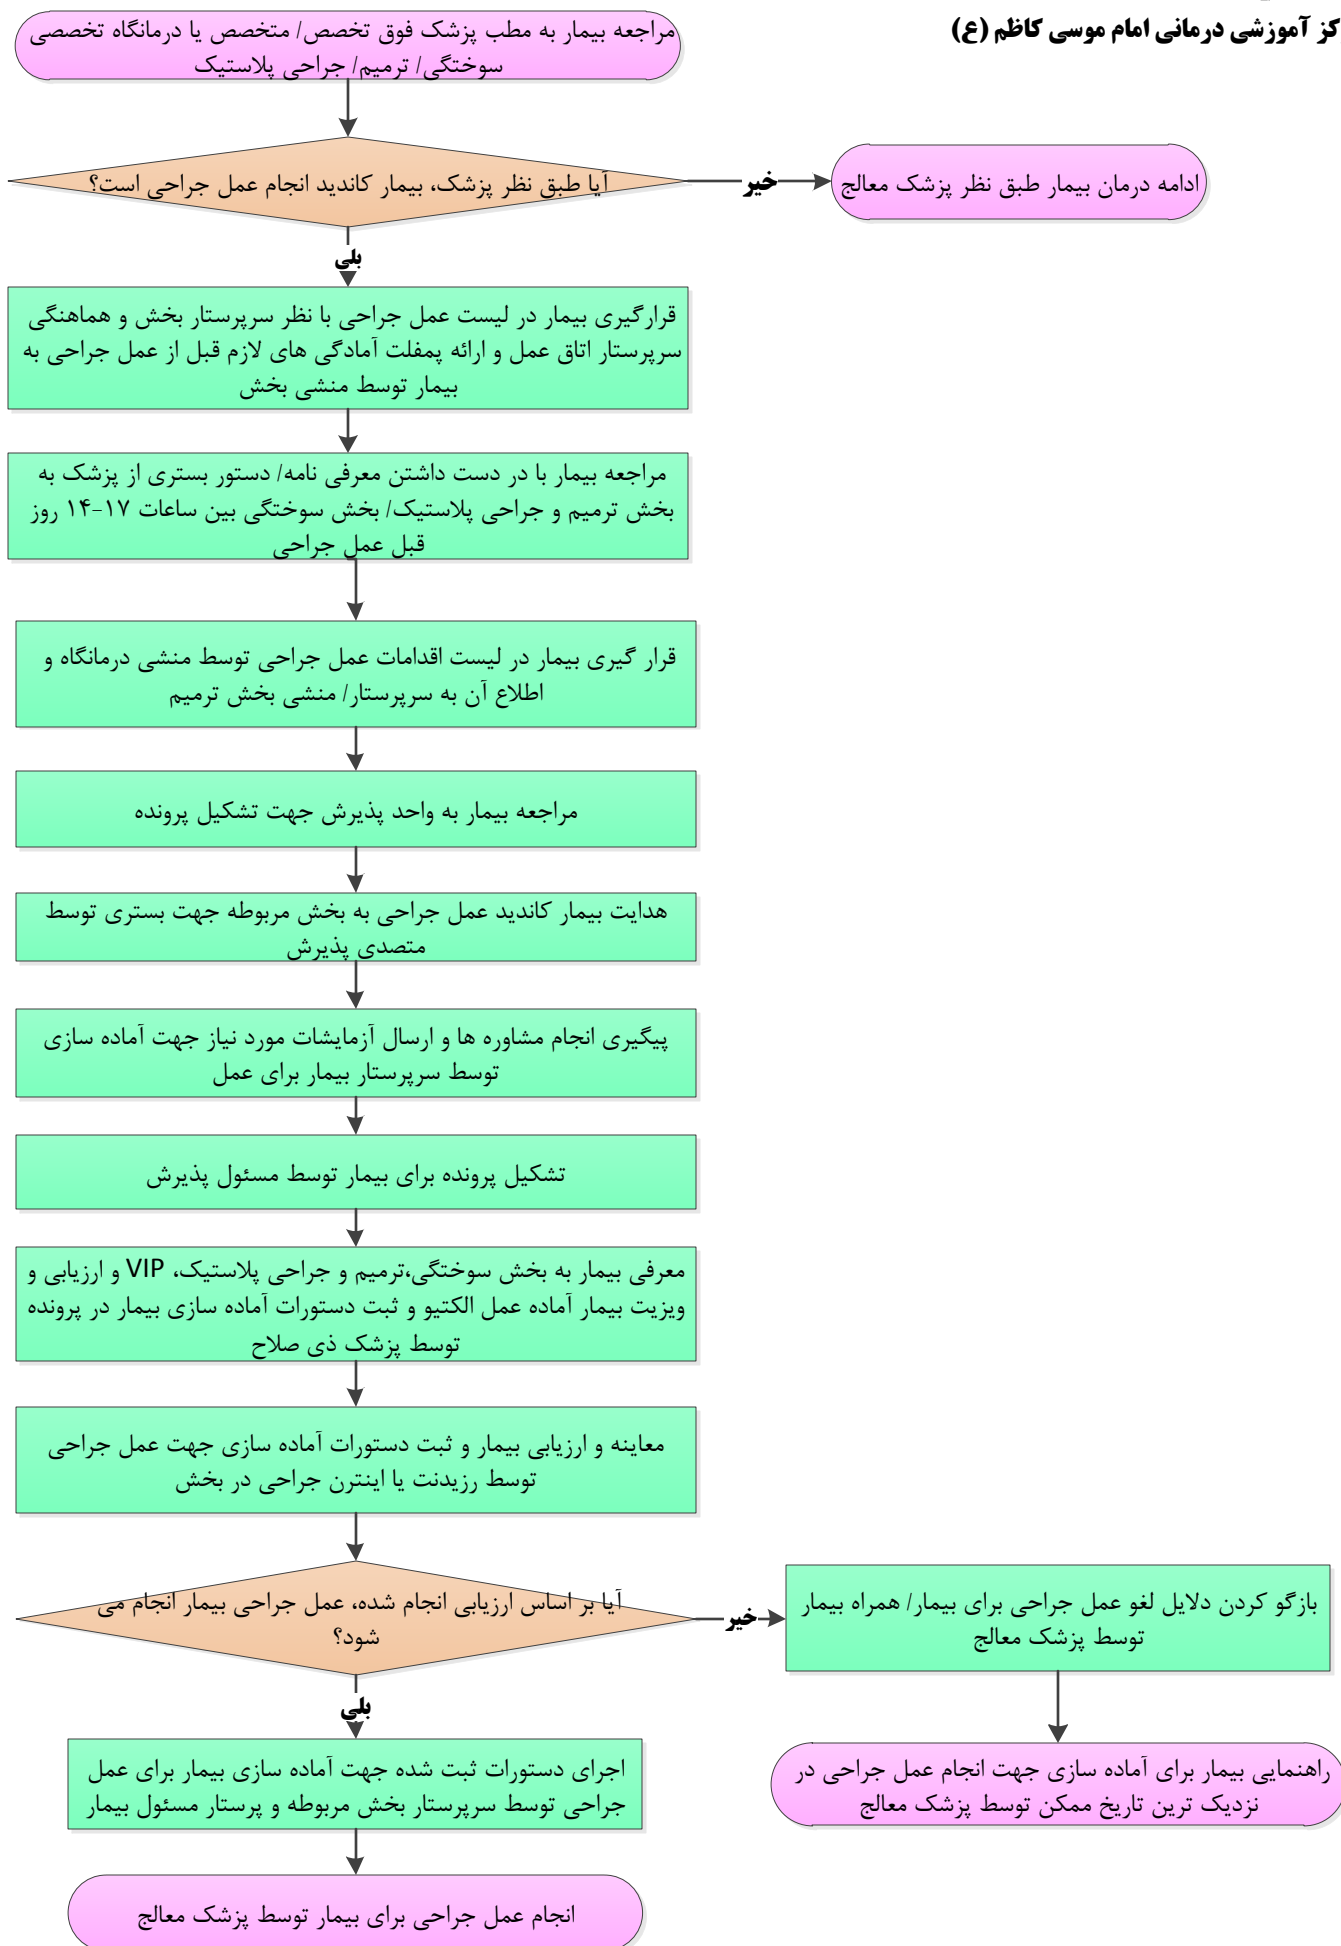 کز آموزشی درمانی امام موسی کاظم (ع)
مراجعه بیمار به مطب پزشک فوق تخصص/ متخصص یا درمانگاه تخصصی
سوختگی/ ترمیم/ جراحی پلاستیک
آیا طبق نظر پزشک، بیمار کاندید انجام عمل جراحی است؟
خیر
ادامه درمان بیمار طبق نظر پزشک معالج
بلی
قرارگیری بیمار در لیست عمل جراحی با نظر سرپرستار بخش و هماهنگی
سرپرستار اتاق عمل و ارائه پمفلت آمادگی های لازم قبل از عمل جراحی به
بیمار توسط منشی بخش
مراجعه بیمار با در دست داشتن معرفی نامه/ دستور بستری از پزشک به
بخش ترمیم و جراحی پلاستیک/ بخش سوختگی بین ساعات ۱۷-۱۴ روز
قبل عمل جراحی
قرار گیری بیمار در لیست اقدامات عمل جراحی توسط منشی درمانگاه و
اطلاع آن به سرپرستار/ منشی بخش ترمیم
مراجعه بیمار به واحد پذیرش جهت تشکیل پرونده
هدایت بیمار کاندید عمل جراحی به بخش مربوطه جهت بستری توسط
متصدی پذیرش
پیگیری انجام مشاوره ها و ارسال آزمایشات مورد نیاز جهت آماده سازی
توسط سرپرستار بیمار برای عمل
تشکیل پرونده برای بیمار توسط مسئول پذیرش
معرفی بیمار به بخش سوختگی،ترمیم و جراحی پلاستیک، VIP و ارزیابی و
ویزیت بیمار آماده عمل الکتیو و ثبت دستورات آماده سازی بیمار در پرونده
توسط پزشک ذی صلاح
معاینه و ارزیابی بیمار و ثبت دستورات آماده سازی جهت عمل جراحی
توسط رزیدنت یا اینترن جراحی در بخش
آیا بر اساس ارزیابی انجام شده، عمل جراحی بیمار انجام می
شود؟
خیر
بازگو کردن دلایل لغو عمل جراحی برای بیمار/ همراه بیمار
توسط پزشک معالج
بلی
راهنمایی بیمار برای آماده سازی جهت انجام عمل جراحی در
نزدیک ترین تاریخ ممکن توسط پزشک معالج
اجرای دستورات ثبت شده جهت آماده سازی بیمار برای عمل
جراحی توسط سرپرستار بخش مربوطه و پرستار مسئول بیمار
انجام عمل جراحی برای بیمار توسط پزشک معالج